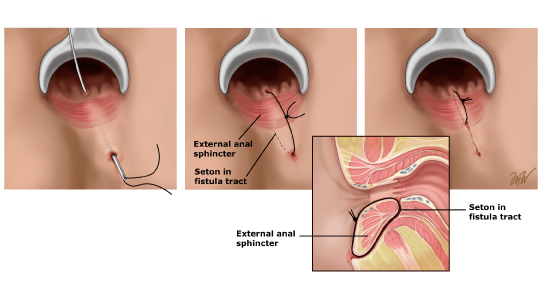 External anal
sphincter
Seton in
fistula tract
External anal
sphincter
Seton in
fistula tract